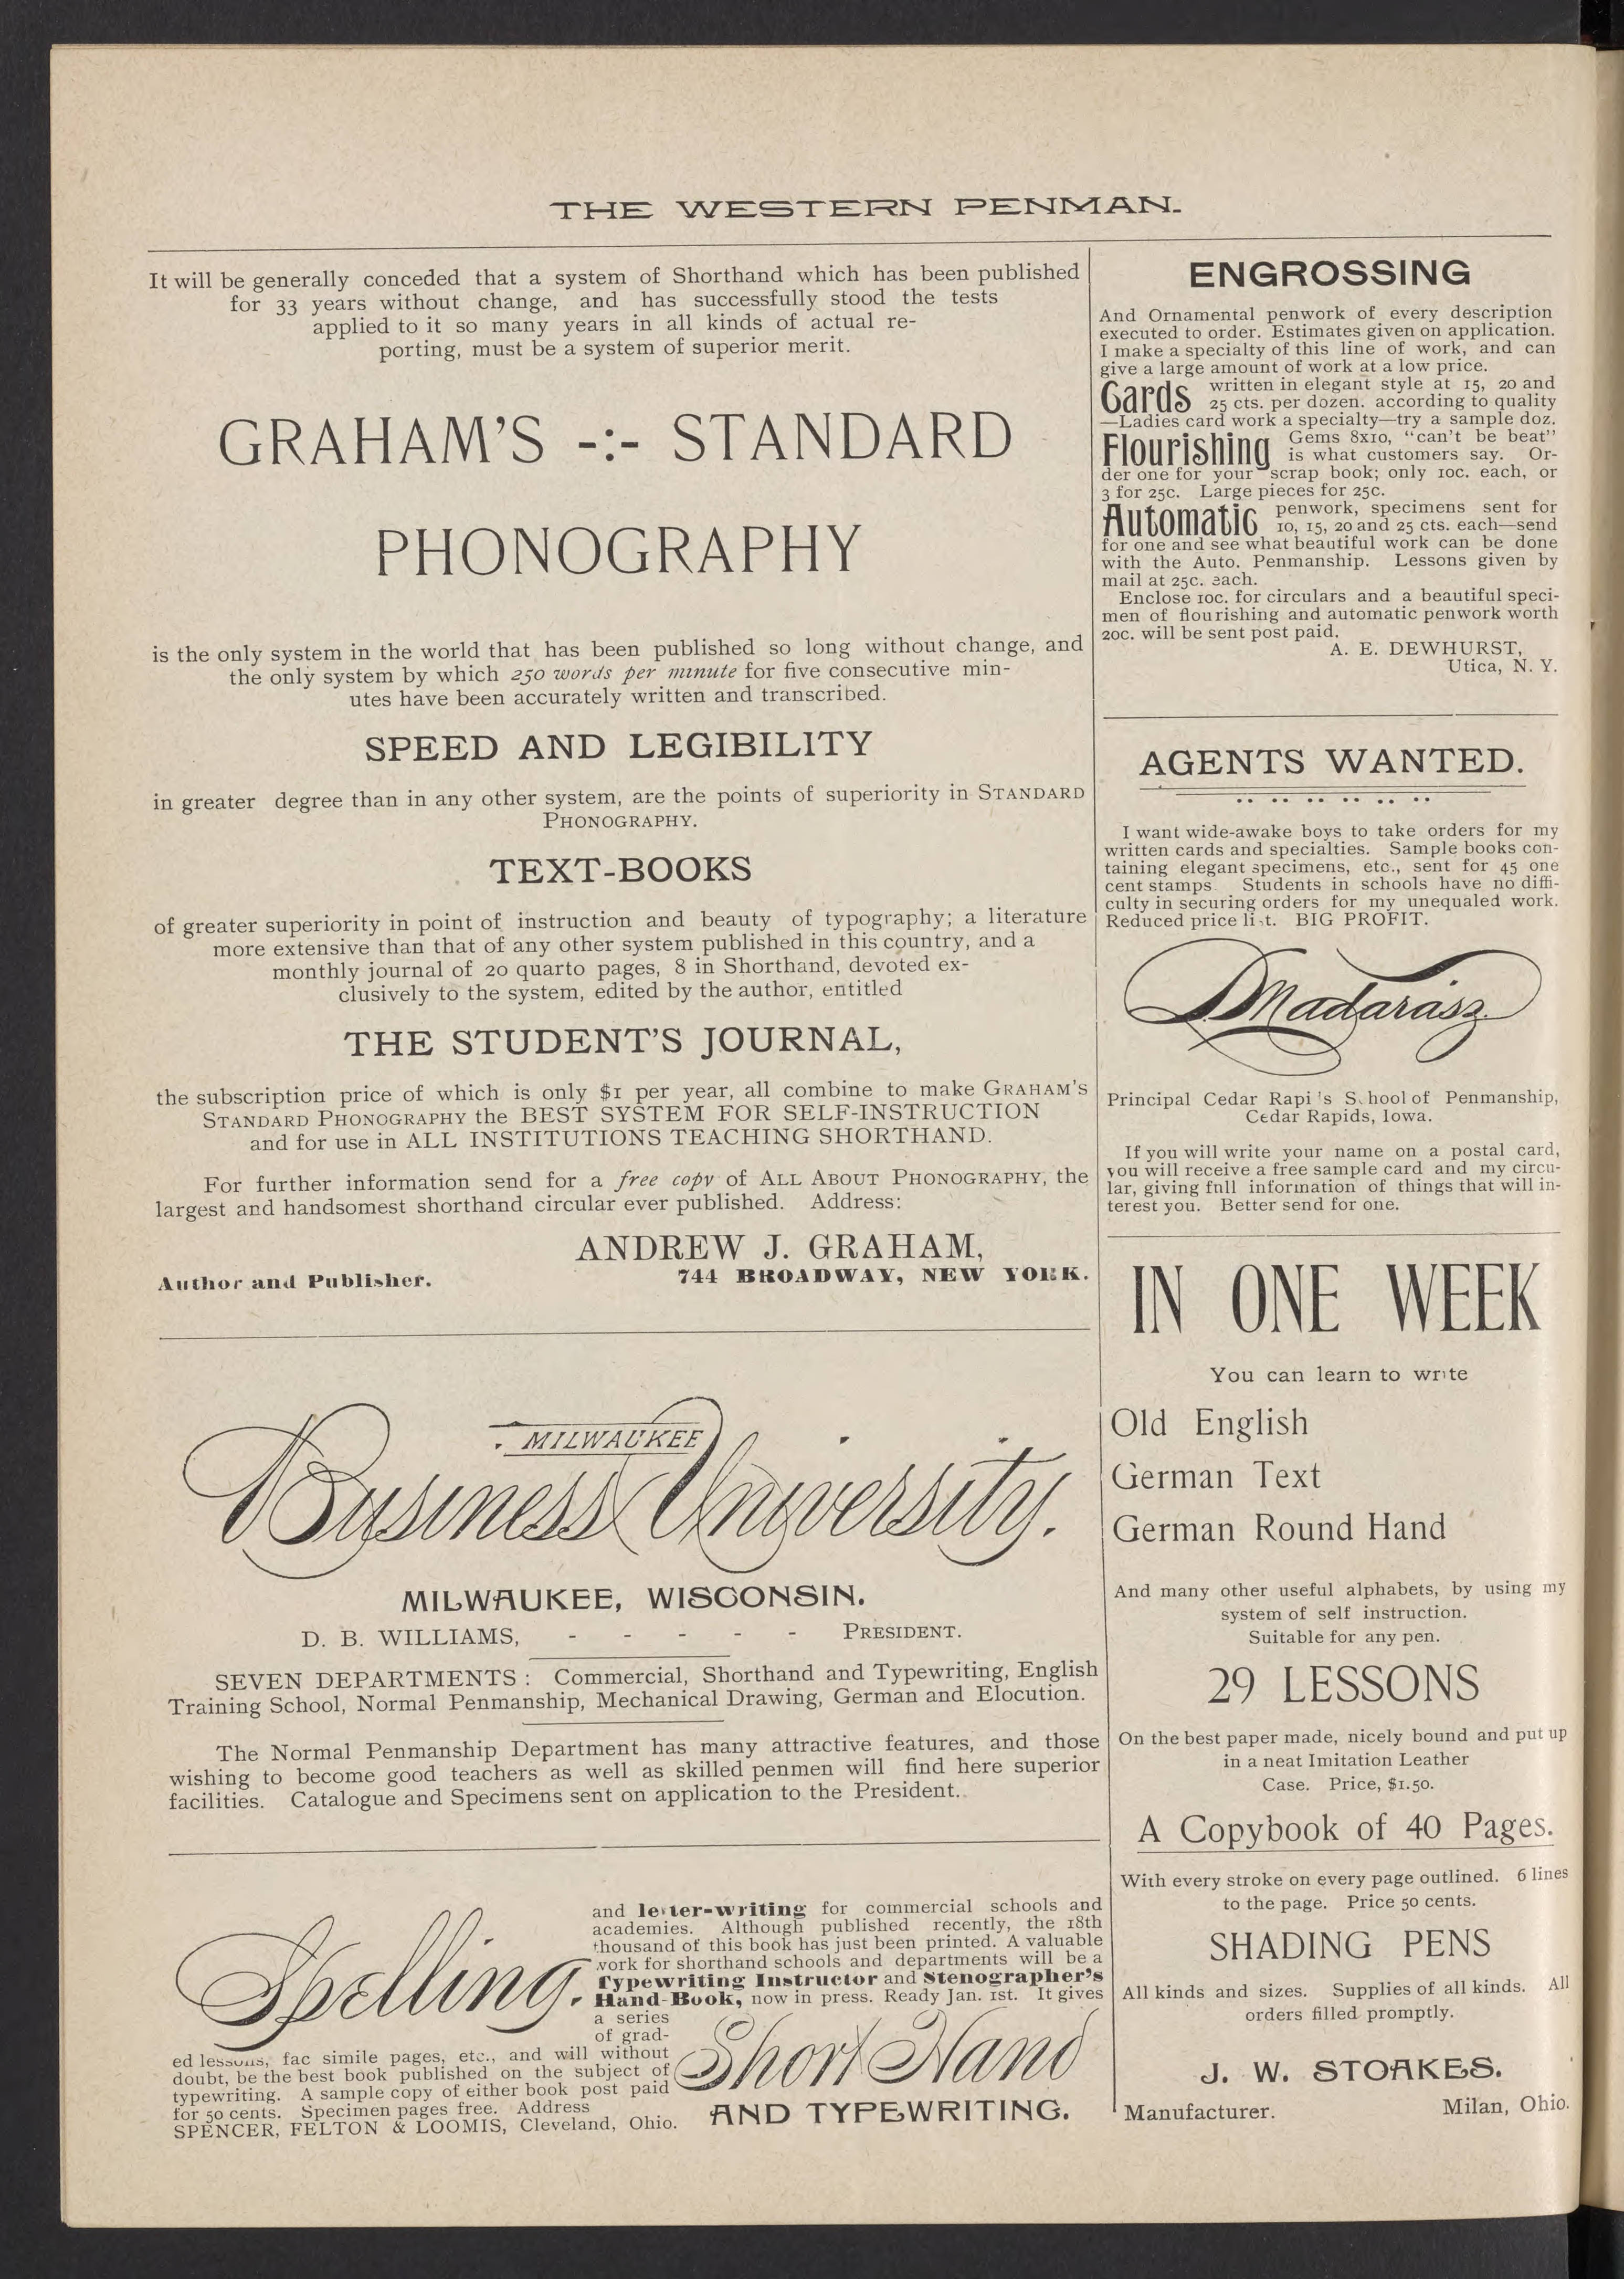 THE WESTERN PENMAN.
It will be generally conceded that a system of Shorthand which has been published
for 33 years without change, and has successfully stood the tests
applied to it so many years in all kinds of actual re-
porting, must be a system of superior merit.
GRAHAM'S -:- STANDARD
PHONOGRAPHY
is the only system in the world that has been published so long without change, and
the only system by which 250 words per minute for five consecutive min-
utes have been accurately written and transcribed.
SPEED AND LEGIBILITY
in greater degree than in any other system, are the points of superiority in STANDARD
PHONOGRAPHY.
TEXT-BOOKS
of greater superiority in point of instruction and beauty of typography; a literature
more extensive than that of any other system published in this country, and a
monthly journal of 20 quarto pages, 8 in Shorthand, devoted ex-
clusively to the system, edited by the author, entitled
THE STUDENT'S JOURNAL,
the subscription price of which is only $1 per year, all combine to make GRAHAM'S
STANDARD PHONOGRAPHY the BEST SYSTEM FOR SELF-INSTRUCTION
and for use in ALL INSTITUTIONS TEACHING SHORTHAND.
For further information send for a free copy of ALL ABOUT PHONOGRAPHY, the
largest and handsomest shorthand circular ever published. Address:
ANDREW J. GRAHAM,
Author and Publisher. 744 BROADWAY, NEW YORK.
MILWAUKEE
Business University.
MILWAUKEE, WISCONSIN.
D. B. WILLIAMS, - - - - - PRESIDENT.
SEVEN DEPARTMENTS: Commercial, Shorthand and Typewriting, English
Training School, Normal Penmanship, Mechanical Drawing, German and Elocution.
The Normal Penmanship Department has many attractive features, and those
wishing to become good teachers as well as skilled penmen will find here superior
facilities. Catalogue and Specimens sent on application to the President.
Spelling.
and letter-writing for commercial schools and
academies. Although published recently, the 18th
thousand of this book has just been printed. A valuable
work for shorthand schools and departments will be a
Typewriting Instructor and Stenographer's
Hand-Book, now in press. Ready Jan. 1st. It gives
a series
of grad-
ed lessons, fac simile pages, etc., and will without
doubt, be the best book published on the subject of
typewriting. A sample copy of either book post paid
for 50 cents. Specimen pages free. Address
SPENCER, FELTON & LOOMIS, Cleveland, Ohio.
Short Hand
AND TYPEWRITING.
ENGROSSING
And Ornamental penwork of every description
executed to order. Estimates given on application.
I make a specialty of this line of work, and can
give a large amount of work at a low price.
Cards written in elegant style at 15, 20 and
25 cts. per dozen. according to quality
—Ladies card work a specialty—try a sample doz.
Flourishing Gems 8x10, "can't be beat"
is what customers say. Or-
der one for your scrap book; only 10c. each, or
3 for 25c. Large pieces for 25c.
Automatic penwork, specimens sent for
10, 15, 20 and 25 cts. each—send
for one and see what beautiful work can be done
with the Auto. Penmanship. Lessons given by
mail at 25c. each.
Enclose 10c. for circulars and a beautiful speci-
men of flourishing and automatic penwork worth
20c. will be sent post paid.
A. E. DEWHURST,
Utica, N. Y.
AGENTS WANTED.
I want wide-awake boys to take orders for my
written cards and specialties. Sample books con-
taining elegant specimens, etc., sent for 45 one
cent stamps. Students in schools have no diffi-
culty in securing orders for my unequaled work.
Reduced price list. BIG PROFIT.
L. Madarasz.
Principal Cedar Rapi's School of Penmanship,
Cedar Rapids, Iowa.
If you will write your name on a postal card,
you will receive a free sample card and my circu-
lar, giving fnll information of things that will in-
terest you. Better send for one.
IN ONE WEEK
You can learn to write
Old English
German Text
German Round Hand
And many other useful alphabets, by using my
system of self instruction.
Suitable for any pen.
29 LESSONS
On the best paper made, nicely bound and put up
in a neat Imitation Leather
Case. Price, $1.50.
A Copybook of 40 Pages.
With every stroke on every page outlined. 6 lines
to the page. Price 50 cents.
SHADING PENS
All kinds and sizes. Supplies of all kinds. All
orders filled promptly.
J. W. STOAKES.
Manufacturer. Milan, Ohio.